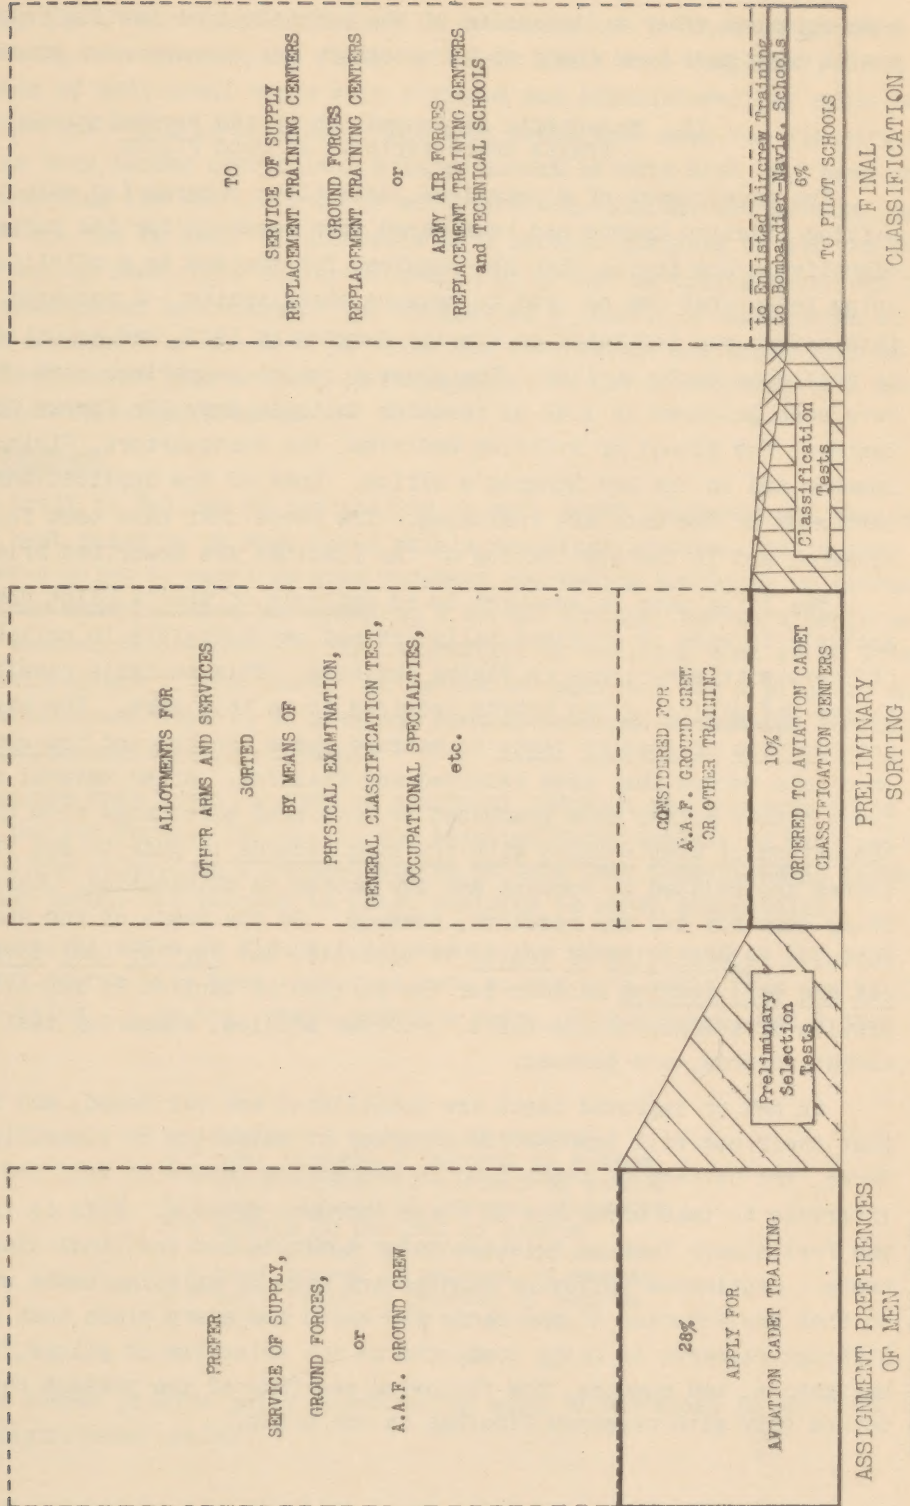 PREFER
SERVICE OF SUPPLY,
GROUND FORCES,
or
A.A.F. GROUND CREW
28%
APPLY FOR
AVIATION CADET TRAINING
ASSIGNMENT PREFERENCES
OF MEN
Preliminary
Selection
Tests
ALLOTMENTS FOR
OTHER ARMS AND SERVICES
SORTED
BY MEANS OF
PHYSICAL EXAMINATION,
GENERAL CLASSIFICATION TEST,
OCCUPATIONAL SPECIALTIES,
etc.
CONSIDERED FOR
A.A.F. GROUND CREW
OR OTHER TRAINING
10%
ORDERED TO AVIATION CADET
CLASSIFICATION CENTERS
PRELIMINARY
SORTING
Classification
Tests
TO
SERVICE OF SUPPLY
REPLACEMENT TRAINING CENTERS
GROUND FORCES
REPLACEMENT TRAINING CENTERS
or
ARMY AIR FORCES
REPLACEMENT TRAINING CENTERS
and TECHNICAL SCHOOLS
to Enlisted Aircrew Training
to Bombardier-Navig. Schools
6%
TO PILOT SCHOOLS
FINAL
CLASSIFICATION